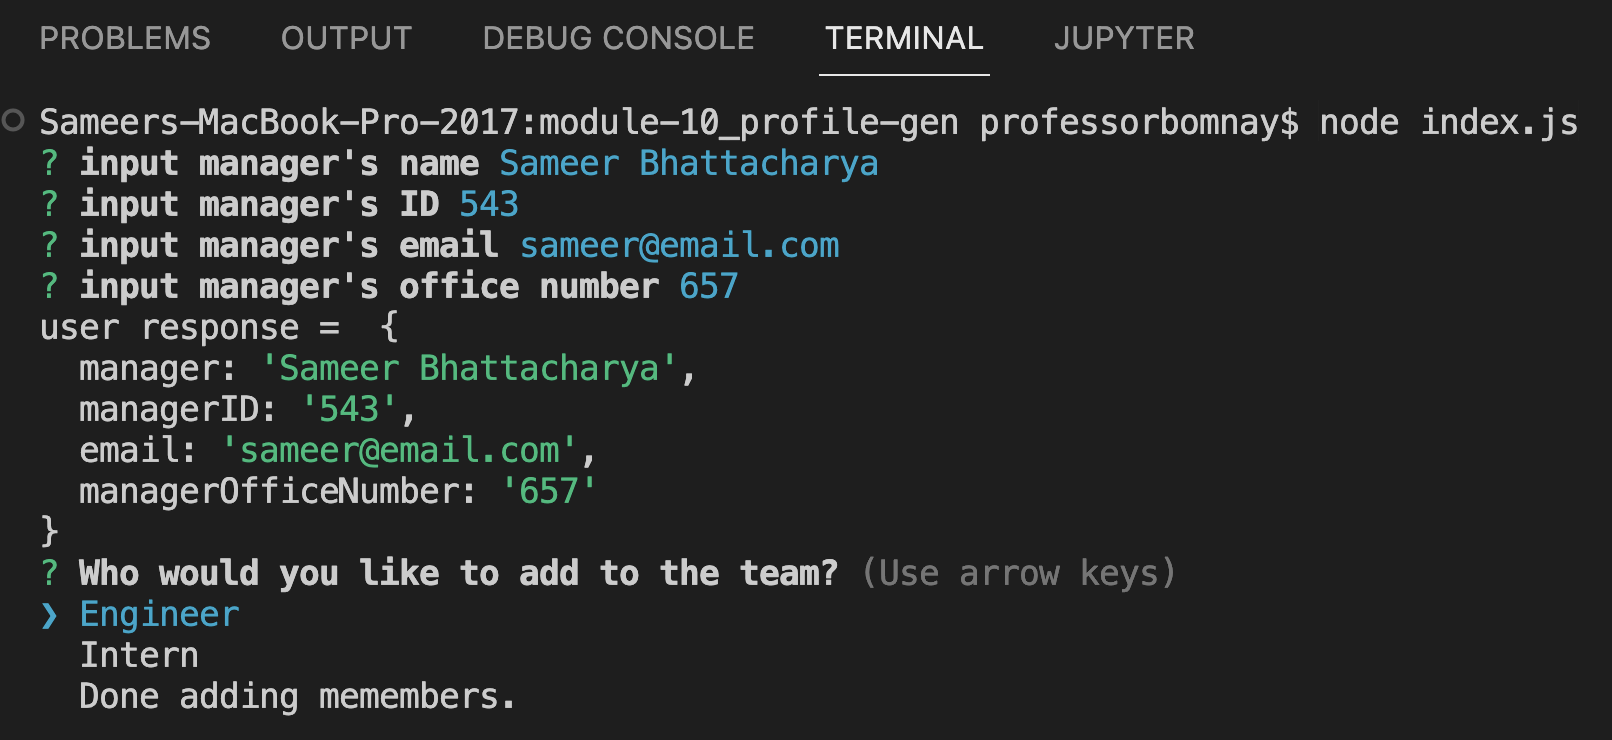 PROBLEMS OUTPUT DEBUG CONSOLE TERMINAL JUPYTER
Sameers-MacBook-Pro-2017:module-10_profile-gen professorbomnay$ node index.js
? input manager's name Sameer Bhattacharya
? input manager's ID 543
? input manager's email sameer@email.com
? input manager's office number 657
user response =  {
  manager: 'Sameer Bhattacharya',
  managerID: '543',
  email: 'sameer@email.com',
  managerOfficeNumber: '657'
}
? Who would you like to add to the team? (Use arrow keys)
❯ Engineer
  Intern
  Done adding memembers.